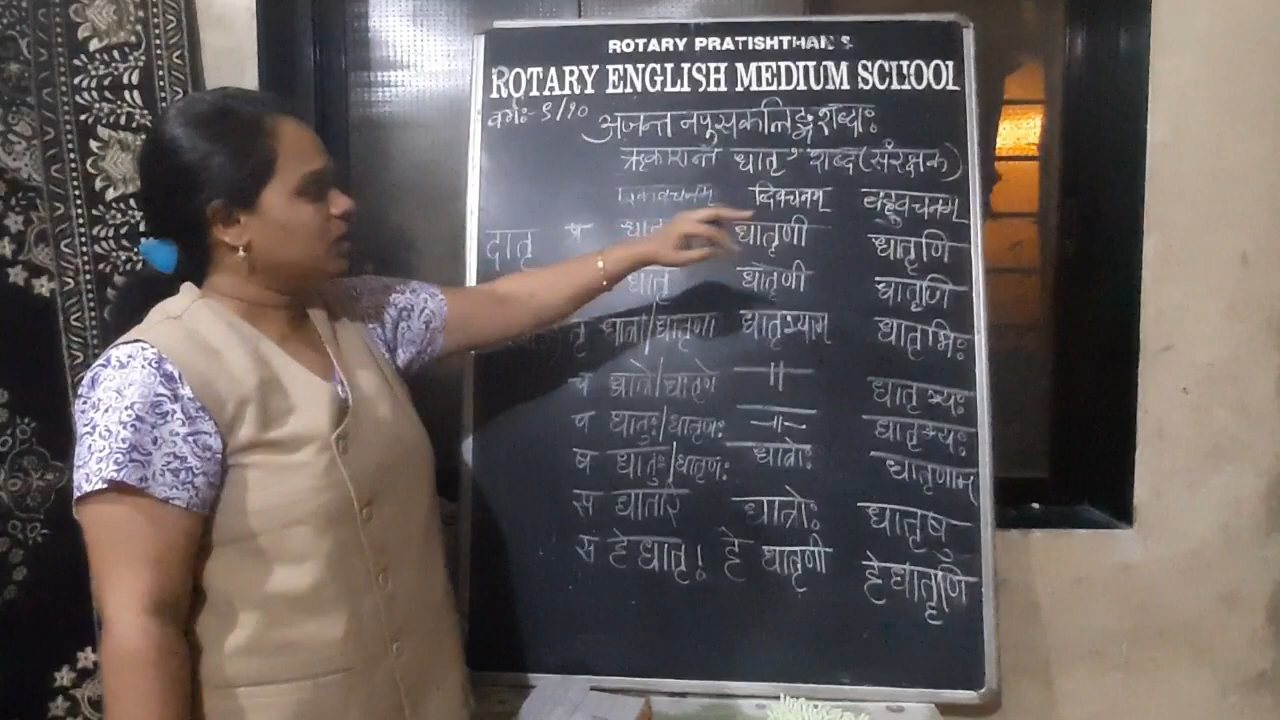 ROTARY PRATISHTHAN'S
ROTARY ENGLISH MEDIUM SCHOOL
वर्गः- ९/१०
अजन्त नपुसकलिङ्ग शब्दाः
ऋकारान्त धातृ शब्द (संरक्षक)
एकवचनम् द्विवचनम् बहुवचनम्
दातृ प्र धातृ धातृणी धातॄणि
धातृ धातृणी धातॄणि
तृ धात्रा/धातृणा धातृभ्याम् धातृभिः
च धात्रे/धातृणे -||- धातृभ्यः
प धातुः/धातृणः -||- धातृभ्यः
ष धातुः/धातृणः धात्रोः धातॄणाम्
स धातरि धात्रोः धातृषु
सं हे धातृ! हे धातृणी हे धातॄणि